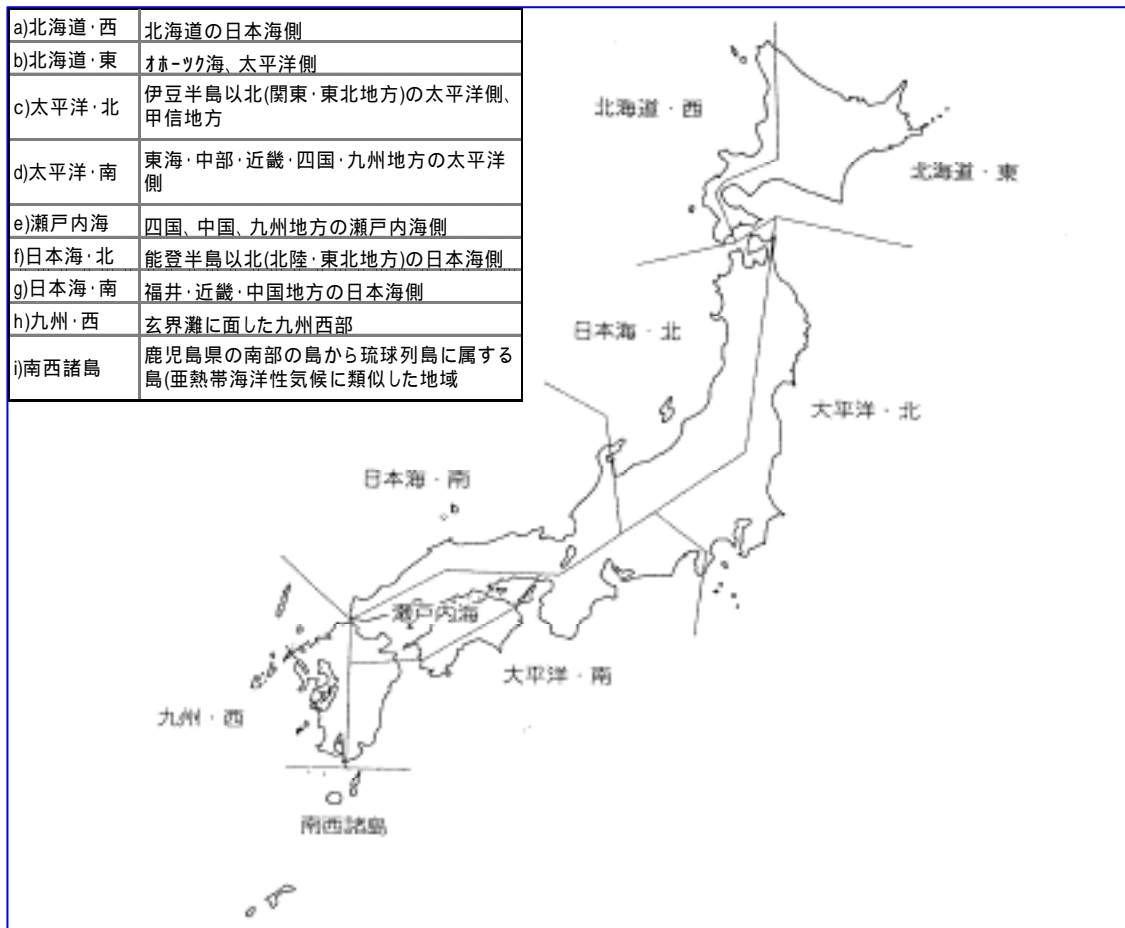 a)北海道・西 北海道の日本海側
b)北海道・東 オホーツク海、太平洋側
c)太平洋・北 伊豆半島以北(関東・東北地方)の太平洋側、
甲信地方
d)太平洋・南 東海・中部・近畿・四国・九州地方の太平洋
側
e)瀬戸内海 四国、中国、九州地方の瀬戸内海側
f)日本海・北 能登半島以北(北陸・東北地方)の日本海側
g)日本海・南 福井・近畿・中国地方の日本海側
h)九州・西 玄界灘に面した九州西部
i)南西諸島 鹿児島県の南部の島から琉球列島に属する
島(亜熱帯海洋性気候に類似した地域
北海道・西
北海道・東
日本海・北
大平洋・北
日本海・南
瀬戸内海
大平洋・南
九州・西
南西諸島